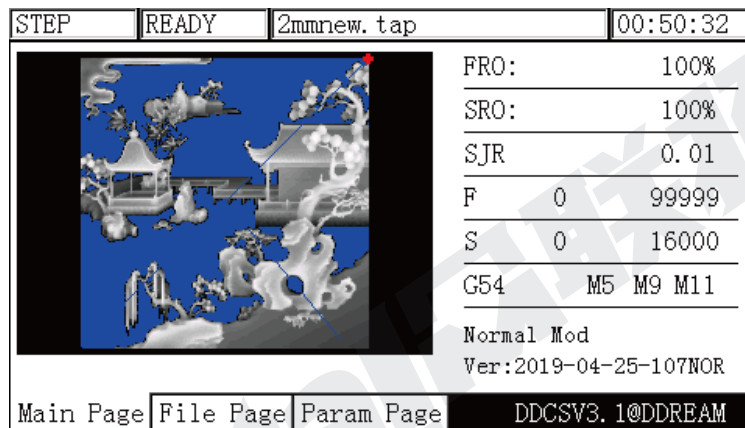 STEP READY 2mmnew.tap 00:50:32
FRO: 100%
SRO: 100%
SJR 0.01
F 0 99999
S 0 16000
G54 M5 M9 M11
Normal Mod
Ver:2019-04-25-107NOR
Main Page File Page Param Page DDCSV3.1@DDREAM